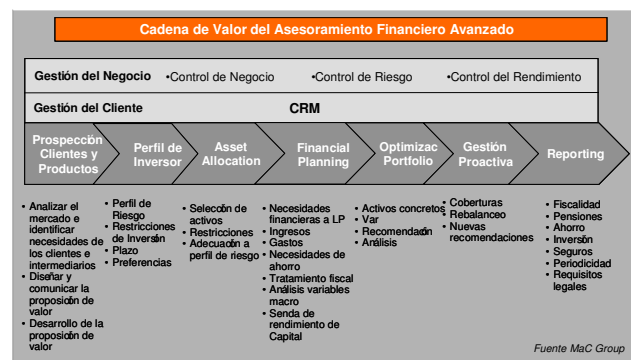 Cadena de Valor del Asesoramiento Financiero Avanzado
Gestión del Negocio •Control de Negocio •Control de Riesgo •Control del Rendimiento
Gestión del Cliente CRM
Prospección
Clientes y
Productos
Perfil de
Inversor
Asset
Allocation
Financial
Planning
Optimizac
Portfolio
Gestión
Proactiva
Reporting
• Analizar el
mercado e
identificar
necesidades de
los clientes e
intermediarios
• Diseñar y
comunicar la
proposición de
valor
• Desarrollo de la
proposición de
valor
• Perfil de
Riesgo
• Restricciones
de Inversión
• Plazo
• Preferencias
• Selección de
activos
• Restricciones
• Adecuación a
perfil de riesgo
• Necesidades
financieras a LP
• Ingresos
• Gastos
• Necesidades de
ahorro
• Tratamiento fiscal
• Análisis variables
macro
• Senda de
rendimiento de
Capital
• Activos concretos
• Var
• Recomendación
• Análisis
• Coberturas
• Rebalanceo
• Nuevas
recomendaciones
• Fiscalidad
• Pensiones
• Ahorro
• Inversión
• Seguros
• Periodicidad
• Requisitos
legales
Fuente MaC Group